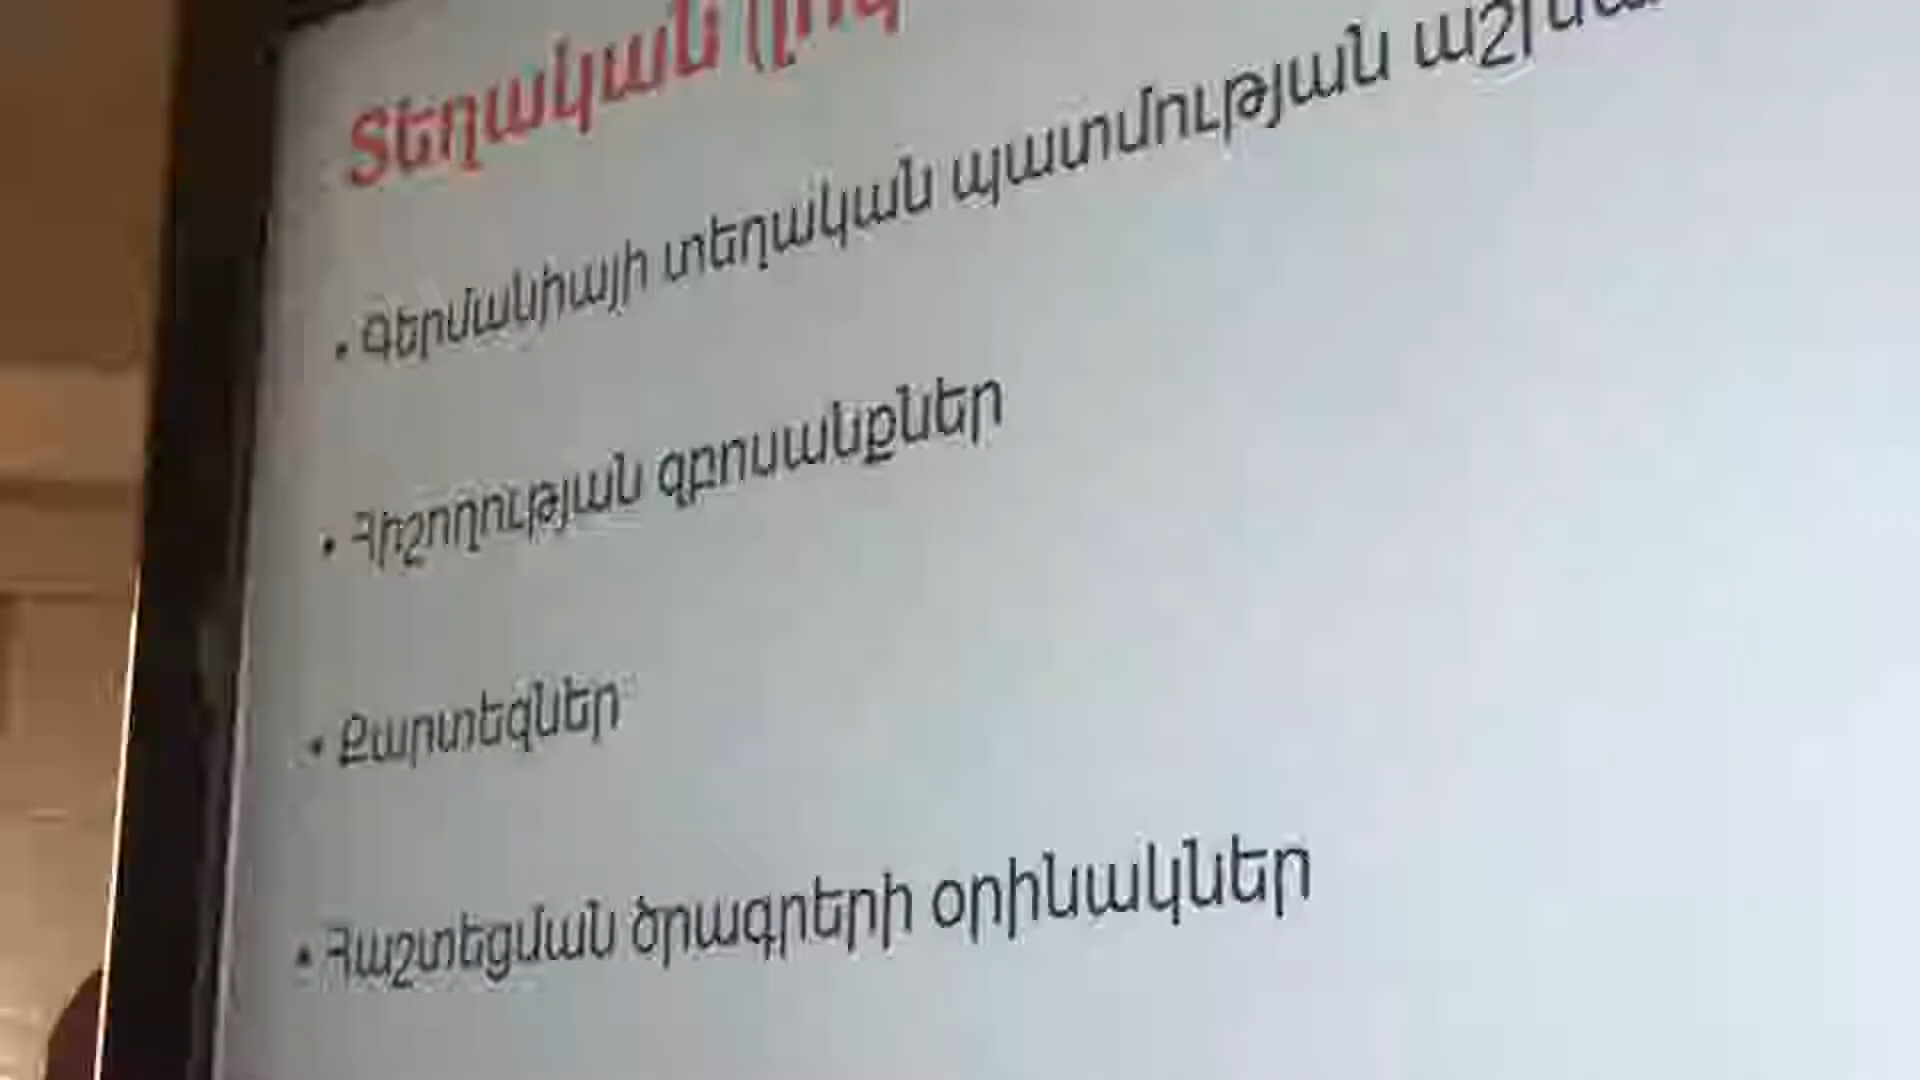 Տեղական
• Գերմանիայի տեղական պատմության
• Հիշողության զբոսանքներ
• Քարտեզներ
• Հաշտեցման ծրագրերի օրինակներ